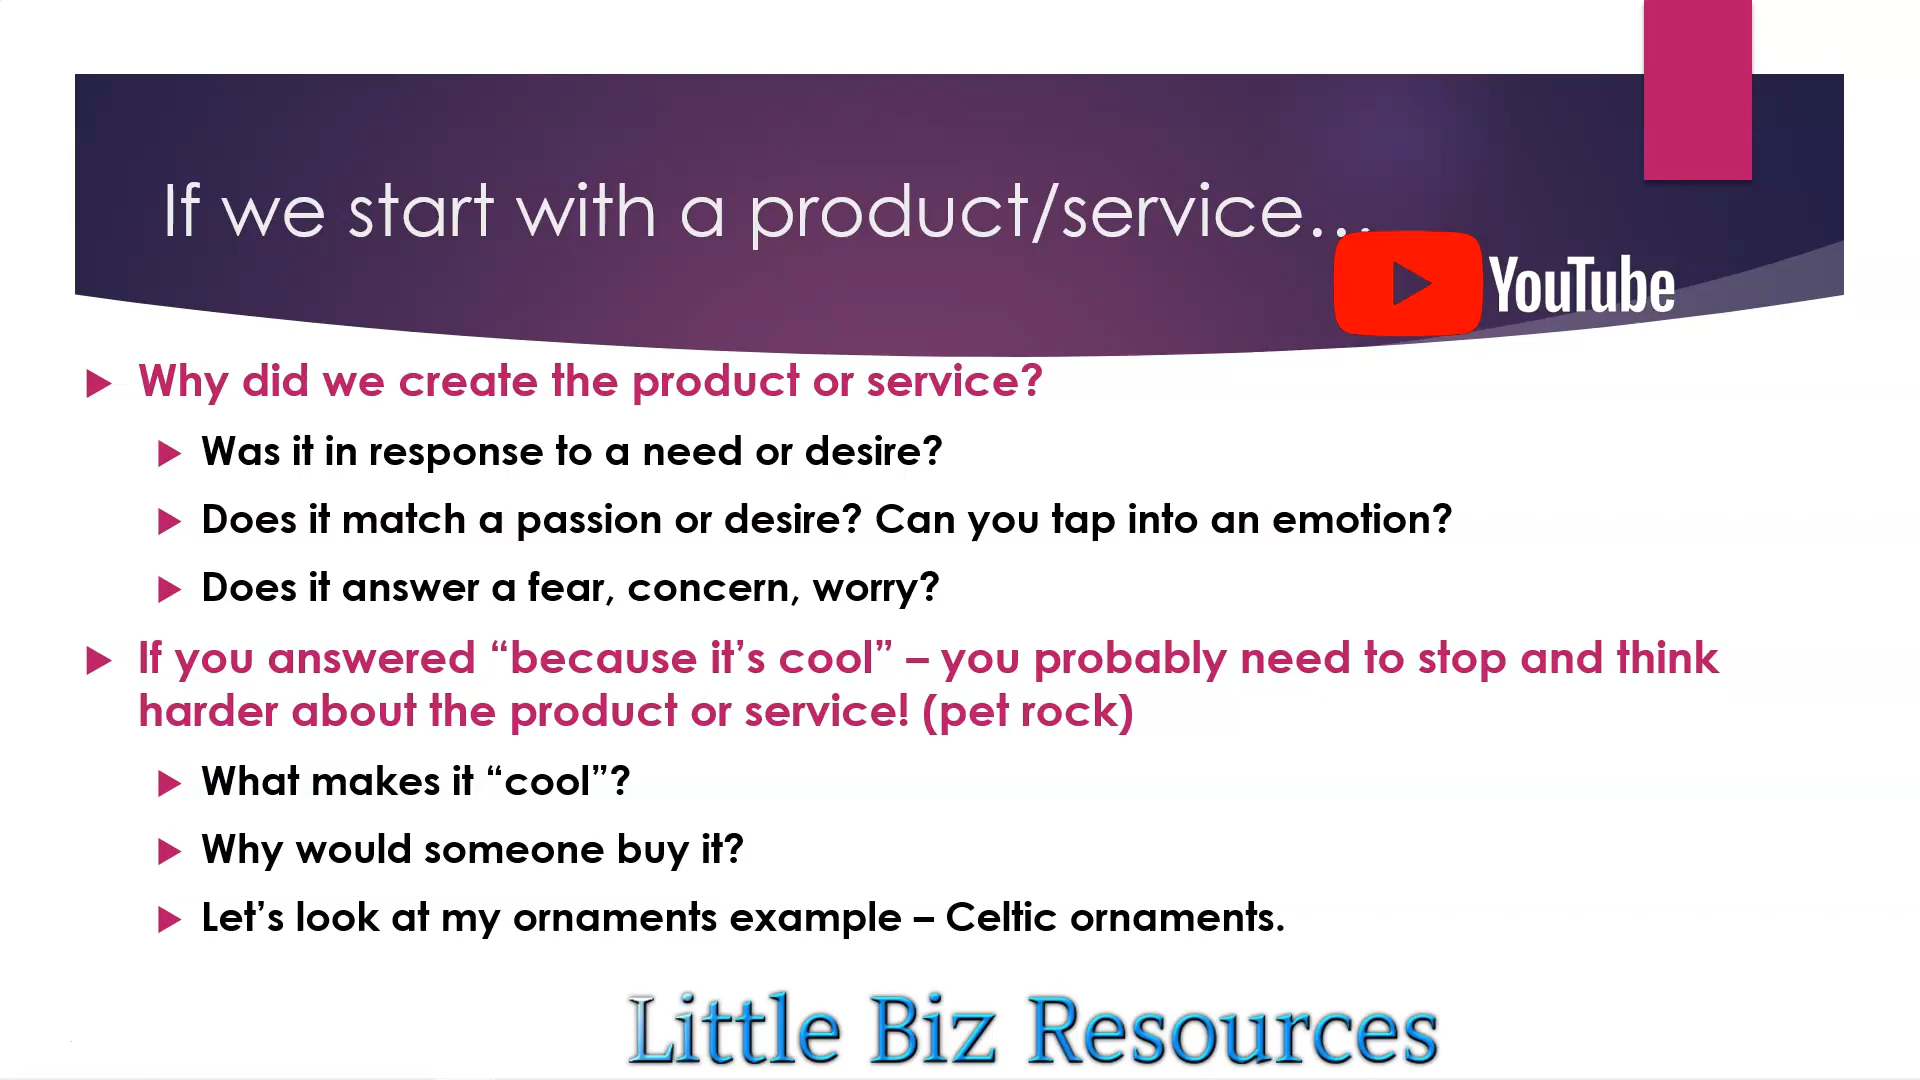 If we start with a product/service...
YouTube
Why did we create the product or service?
Was it in response to a need or desire?
Does it match a passion or desire? Can you tap into an emotion?
Does it answer a fear, concern, worry?
If you answered “because it’s cool” – you probably need to stop and think
harder about the product or service! (pet rock)
What makes it “cool”?
Why would someone buy it?
Let’s look at my ornaments example – Celtic ornaments.
Little Biz Resources